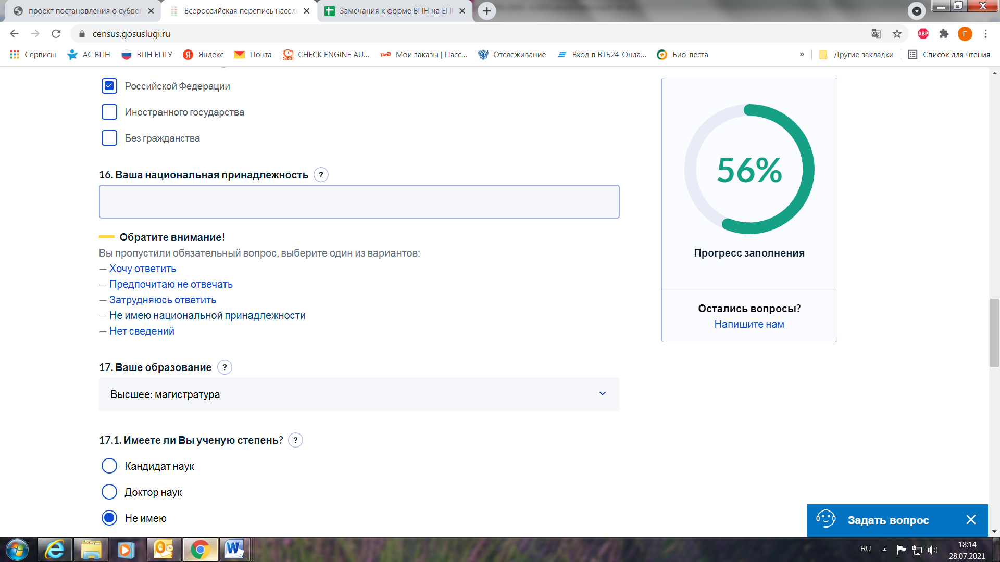 проект постановления о субвен
Всероссийская перепись насел
Замечания к форме ВПН на ЕПГ
census.gosuslugi.ru
ABP
Г
Сервисы
АС ВПН
ВПН ЕПГУ
Яндекс
Почта
CHECK ENGINE AU...
Мои заказы | Пасс...
Отслеживание
Вход в ВТБ24-Онла...
Био-веста
»
Другие закладки
Список для чтения
Российской Федерации
Иностранного государства
Без гражданства
16. Ваша национальная принадлежность ?
Обратите внимание!
Вы пропустили обязательный вопрос, выберите один из вариантов:
— Хочу ответить
— Предпочитаю не отвечать
— Затрудняюсь ответить
— Не имею национальной принадлежности
— Нет сведений
17. Ваше образование ?
Высшее: магистратура
17.1. Имеете ли Вы ученую степень? ?
Кандидат наук
Доктор наук
Не имею
56%
Прогресс заполнения
Остались вопросы?
Напишите нам
Задать вопрос
RU
18:14
28.07.2021